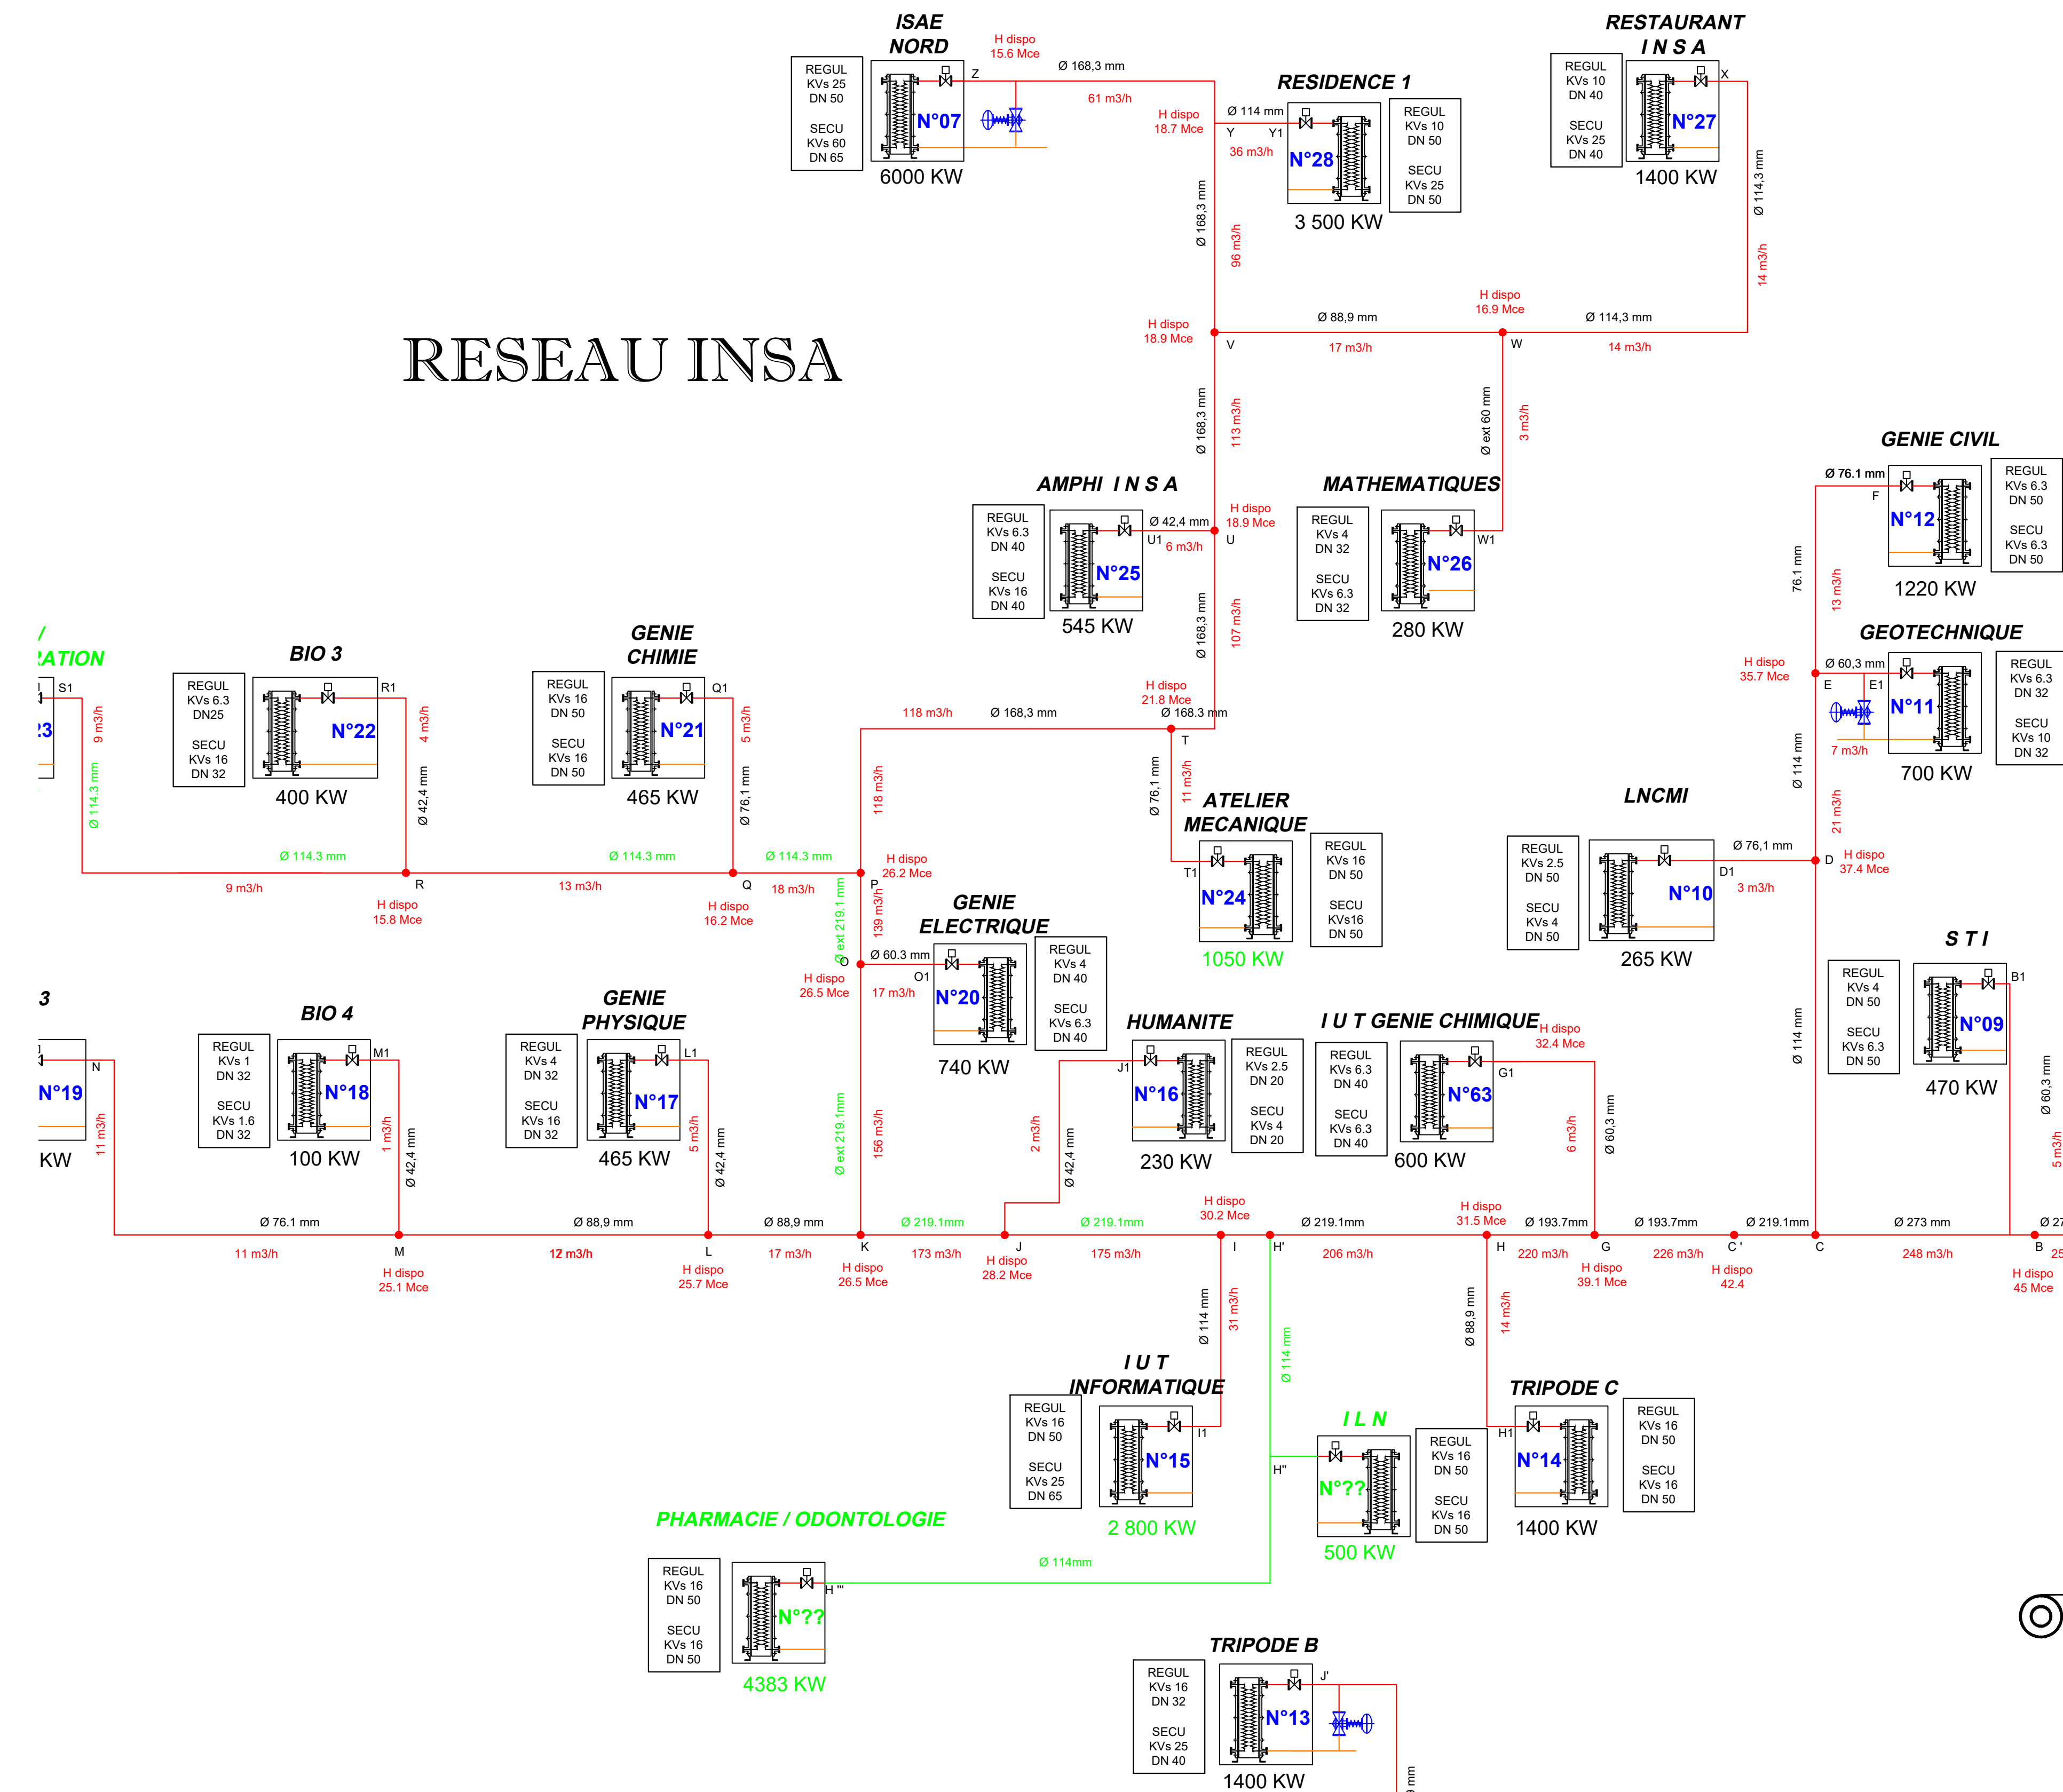 ISAE
NORD
H dispo
15.6 Mce
REGUL
KVs 25
DN 50
SECU
KVs 60
DN 65
N°07
6000 KW
Z
Ø 168,3 mm
61 m3/h
RESIDENCE 1
H dispo
18.7 Mce
Ø 114 mm
Y
Y1
36 m3/h
N°28
REGUL
KVs 10
DN 50
SECU
KVs 25
DN 50
3 500 KW
RESTAURANT
I N S A
REGUL
KVs 10
DN 40
SECU
KVs 25
DN 40
N°27
1400 KW
X
Ø 114,3 mm
14 m3/h
Ø 168,3 mm
96 m3/h
RESEAU INSA
H dispo
18.9 Mce
V
Ø 88,9 mm
17 m3/h
H dispo
16.9 Mce
W
Ø 114,3 mm
14 m3/h
Ø 168,3 mm
113 m3/h
Ø ext 60 mm
3 m3/h
AMPHI I N S A
REGUL
KVs 6.3
DN 40
SECU
KVs 16
DN 40
N°25
545 KW
Ø 42,4 mm
U1
6 m3/h
H dispo
18.9 Mce
U
MATHEMATIQUES
REGUL
KVs 4
DN 32
SECU
KVs 6.3
DN 32
N°26
W1
280 KW
GENIE CIVIL
Ø 76.1 mm
F
N°12
REGUL
KVs 6.3
DN 50
SECU
KVs 6.3
DN 50
1220 KW
76.1 mm
13 m3/h
GEOTECHNIQUE
H dispo
35.7 Mce
Ø 60,3 mm
E
E1
N°11
7 m3/h
REGUL
KVs 6.3
DN 32
SECU
KVs 10
DN 32
700 KW
Ø 114 mm
21 m3/h
Ø 168,3 mm
107 m3/h
/
RATION
S1
23
9 m3/h
Ø 114.3 mm
BIO 3
REGUL
KVs 6.3
DN25
SECU
KVs 16
DN 32
N°22
R1
400 KW
4 m3/h
Ø 42,4 mm
GENIE
CHIMIE
REGUL
KVs 16
DN 50
SECU
KVs 16
DN 50
N°21
Q1
465 KW
5 m3/h
Ø 76,1 mm
118 m3/h
Ø 168,3 mm
H dispo
21.8 Mce
Ø 168.3 mm
T
118 m3/h
Ø 76,1 mm
11 m3/h
ATELIER
MECANIQUE
T1
N°24
REGUL
KVs 16
DN 50
SECU
KVs16
DN 50
1050 KW
LNCMI
REGUL
KVs 2.5
DN 50
SECU
KVs 4
DN 50
N°10
265 KW
Ø 76,1 mm
D1
3 m3/h
D
H dispo
37.4 Mce
Ø 114.3 mm
9 m3/h
R
H dispo
15.8 Mce
Ø 114.3 mm
13 m3/h
Q
H dispo
16.2 Mce
Ø 114.3 mm
18 m3/h
P
H dispo
26.2 Mce
Ø ext 219.1 mm
139 m3/h
GENIE
ELECTRIQUE
O
Ø 60.3 mm
O1
H dispo
26.5 Mce
17 m3/h
N°20
REGUL
KVs 4
DN 40
SECU
KVs 6.3
DN 40
740 KW
S T I
REGUL
KVs 4
DN 50
SECU
KVs 6.3
DN 50
N°09
B1
470 KW
Ø 60,3 mm
5 m3/h
Ø 114 mm
3
N
N°19
KW
11 m3/h
BIO 4
REGUL
KVs 1
DN 32
SECU
KVs 1.6
DN 32
N°18
M1
100 KW
1 m3/h
Ø 42,4 mm
GENIE
PHYSIQUE
REGUL
KVs 4
DN 32
SECU
KVs 16
DN 32
N°17
L1
465 KW
5 m3/h
Ø 42,4 mm
Ø ext 219.1mm
156 m3/h
HUMANITE
J1
N°16
REGUL
KVs 2.5
DN 20
SECU
KVs 4
DN 20
230 KW
2 m3/h
Ø 42,4 mm
I U T GENIE CHIMIQUE
H dispo
32.4 Mce
REGUL
KVs 6.3
DN 40
SECU
KVs 6.3
DN 40
N°63
G1
600 KW
6 m3/h
Ø 60,3 mm
Ø 76.1 mm
11 m3/h
M
H dispo
25.1 Mce
Ø 88,9 mm
12 m3/h
L
H dispo
25.7 Mce
Ø 88,9 mm
17 m3/h
K
H dispo
26.5 Mce
Ø 219.1mm
173 m3/h
J
H dispo
28.2 Mce
Ø 219.1mm
175 m3/h
H dispo
30.2 Mce
I
H'
Ø 219.1mm
206 m3/h
H dispo
31.5 Mce
H
Ø 193.7mm
220 m3/h
G
H dispo
39.1 Mce
Ø 193.7mm
226 m3/h
C '
H dispo
42.4
Ø 219.1mm
C
Ø 273 mm
248 m3/h
B
H dispo
45 Mce
Ø 27
25
Ø 114 mm
31 m3/h
Ø 114 mm
Ø 88,9 mm
14 m3/h
I U T
INFORMATIQUE
REGUL
KVs 16
DN 50
SECU
KVs 25
DN 65
N°15
I1
2 800 KW
I L N
H"
N°??
REGUL
KVs 16
DN 50
SECU
KVs 16
DN 50
500 KW
TRIPODE C
H1
N°14
REGUL
KVs 16
DN 50
SECU
KVs 16
DN 50
1400 KW
PHARMACIE / ODONTOLOGIE
REGUL
KVs 16
DN 50
SECU
KVs 16
DN 50
N°??
H '''
4383 KW
Ø 114mm
TRIPODE B
REGUL
KVs 16
DN 32
SECU
KVs 25
DN 40
N°13
J'
1400 KW
9 mm